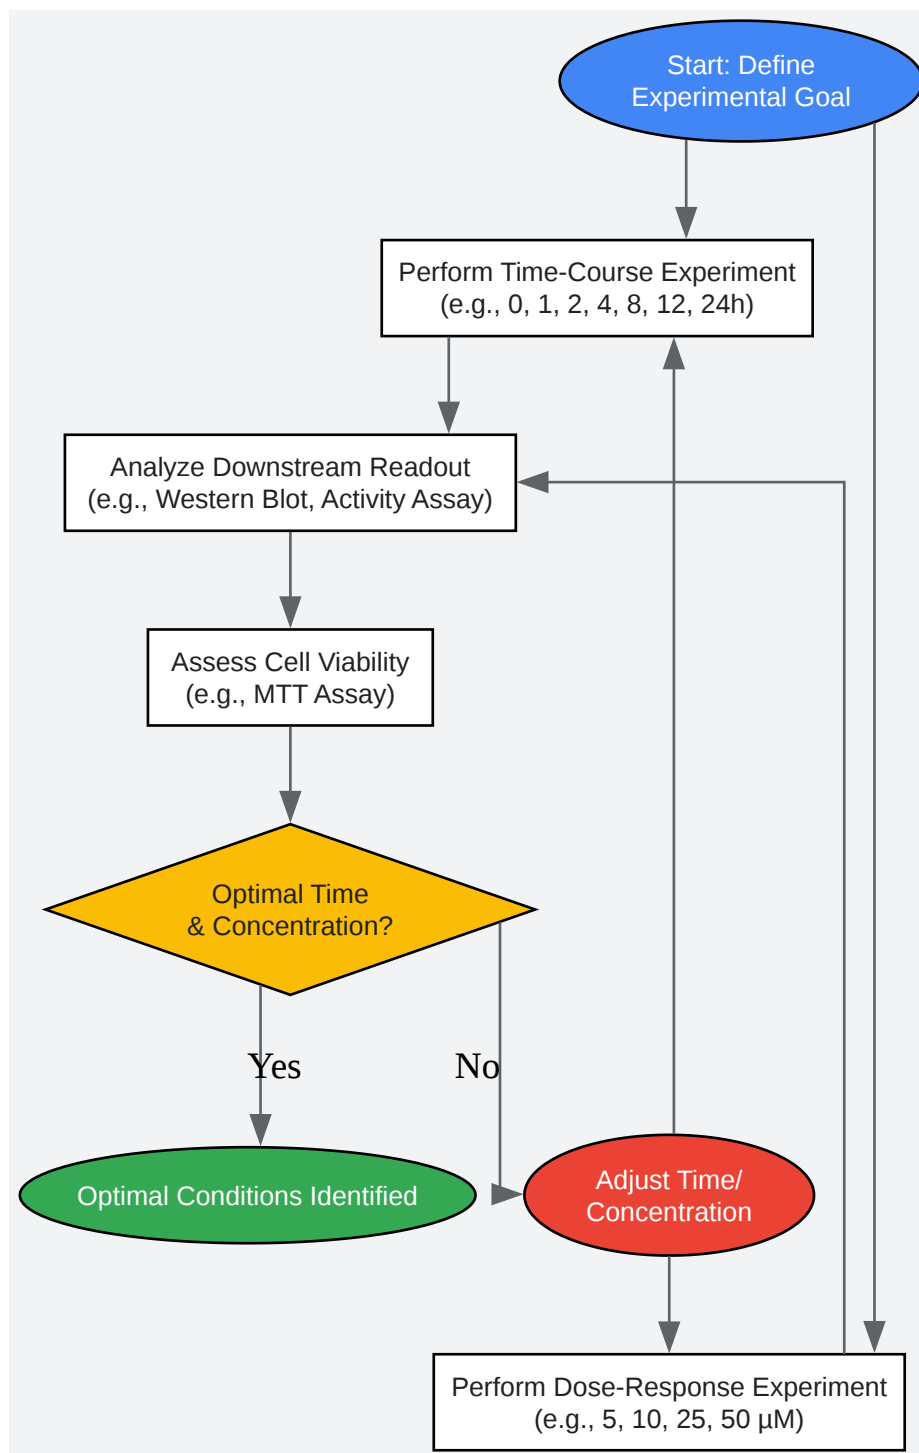 Start: Define
Experimental Goal
Perform Time-Course Experiment
(e.g., 0, 1, 2, 4, 8, 12, 24h)
Analyze Downstream Readout
(e.g., Western Blot, Activity Assay)
Assess Cell Viability
(e.g., MTT Assay)
Optimal Time
& Concentration?
Yes
No
Optimal Conditions Identified
Adjust Time/
Concentration
Perform Dose-Response Experiment
(e.g., 5, 10, 25, 50 µM)